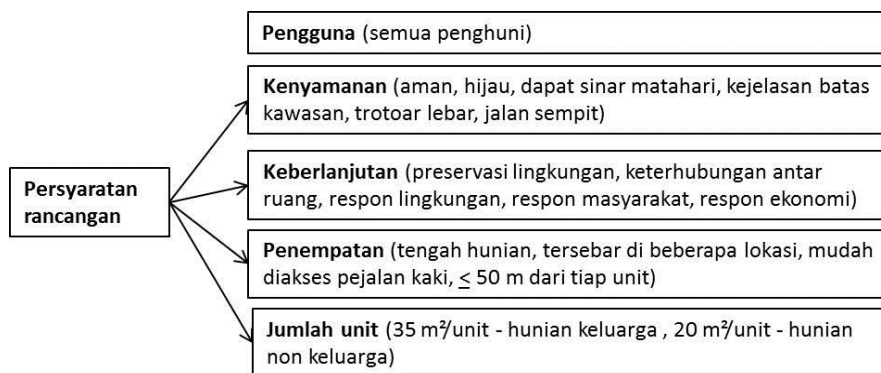 Pengguna (semua penghuni)
Kenyamanan (aman, hijau, dapat sinar matahari, kejelasan batas
kawasan, trotoar lebar, jalan sempit)
Persyaratan
rancangan
Keberlanjutan (preservasi lingkungan, keterhubungan antar
ruang, respon lingkungan, respon masyarakat, respon ekonomi)
Penempatan (tengah hunian, tersebar di beberapa lokasi, mudah
diakses pejalan kaki, ≤ 50 m dari tiap unit)
Jumlah unit (35 m²/unit - hunian keluarga , 20 m²/unit - hunian
non keluarga)